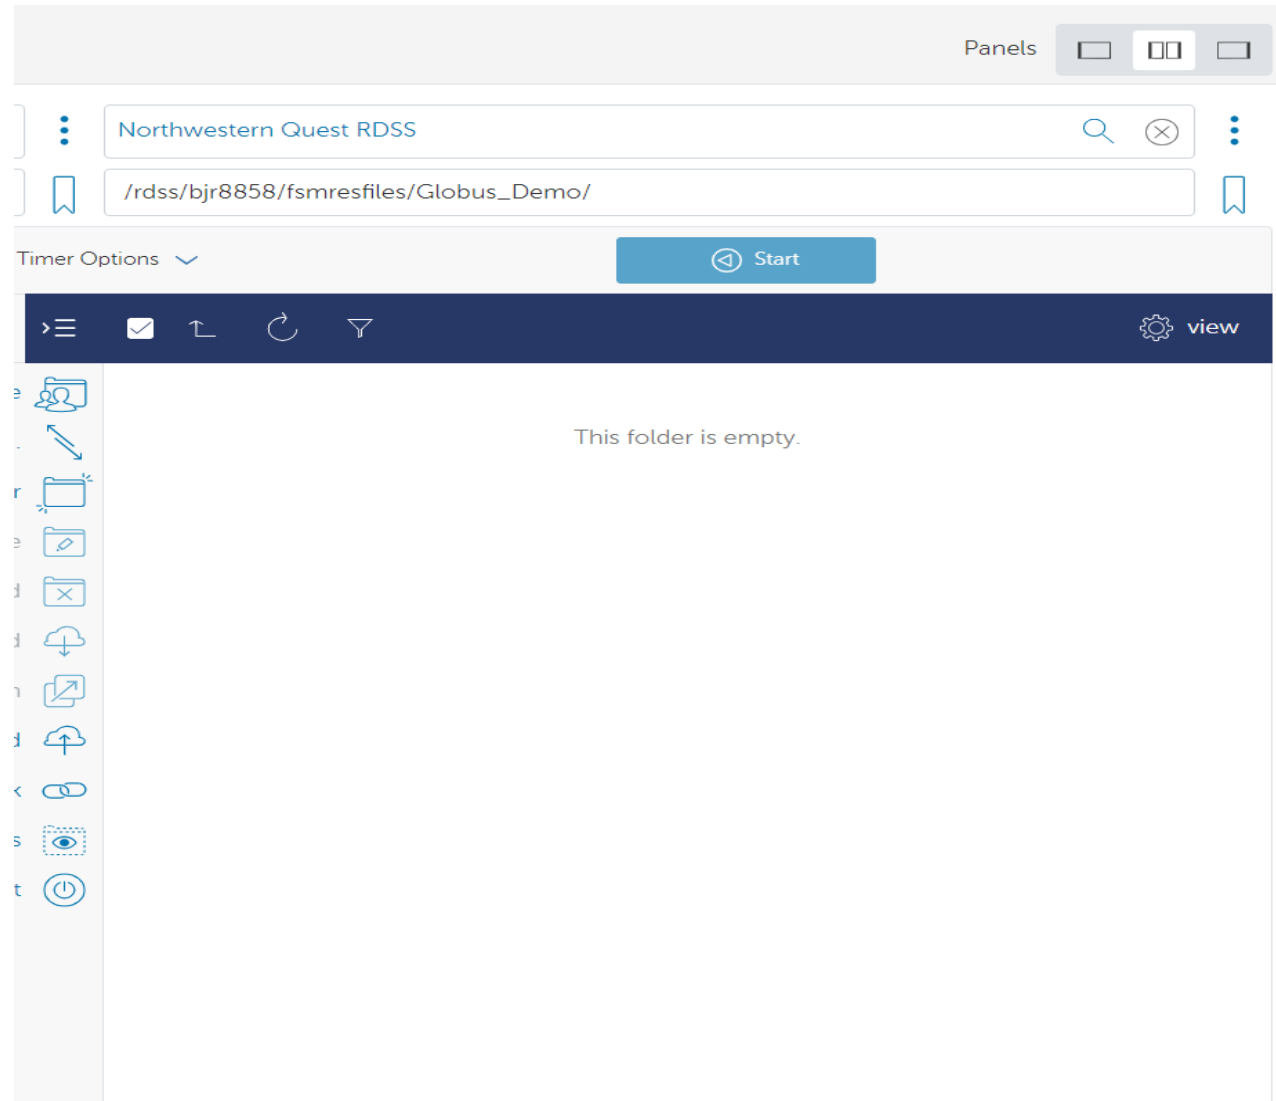 Panels
Northwestern Quest RDSS
/rdss/bjr8858/fsmresfiles/Globus_Demo/
Timer Options
Start
view
e
This folder is empty.
.
r
e
d
d
n
d
k
s
t